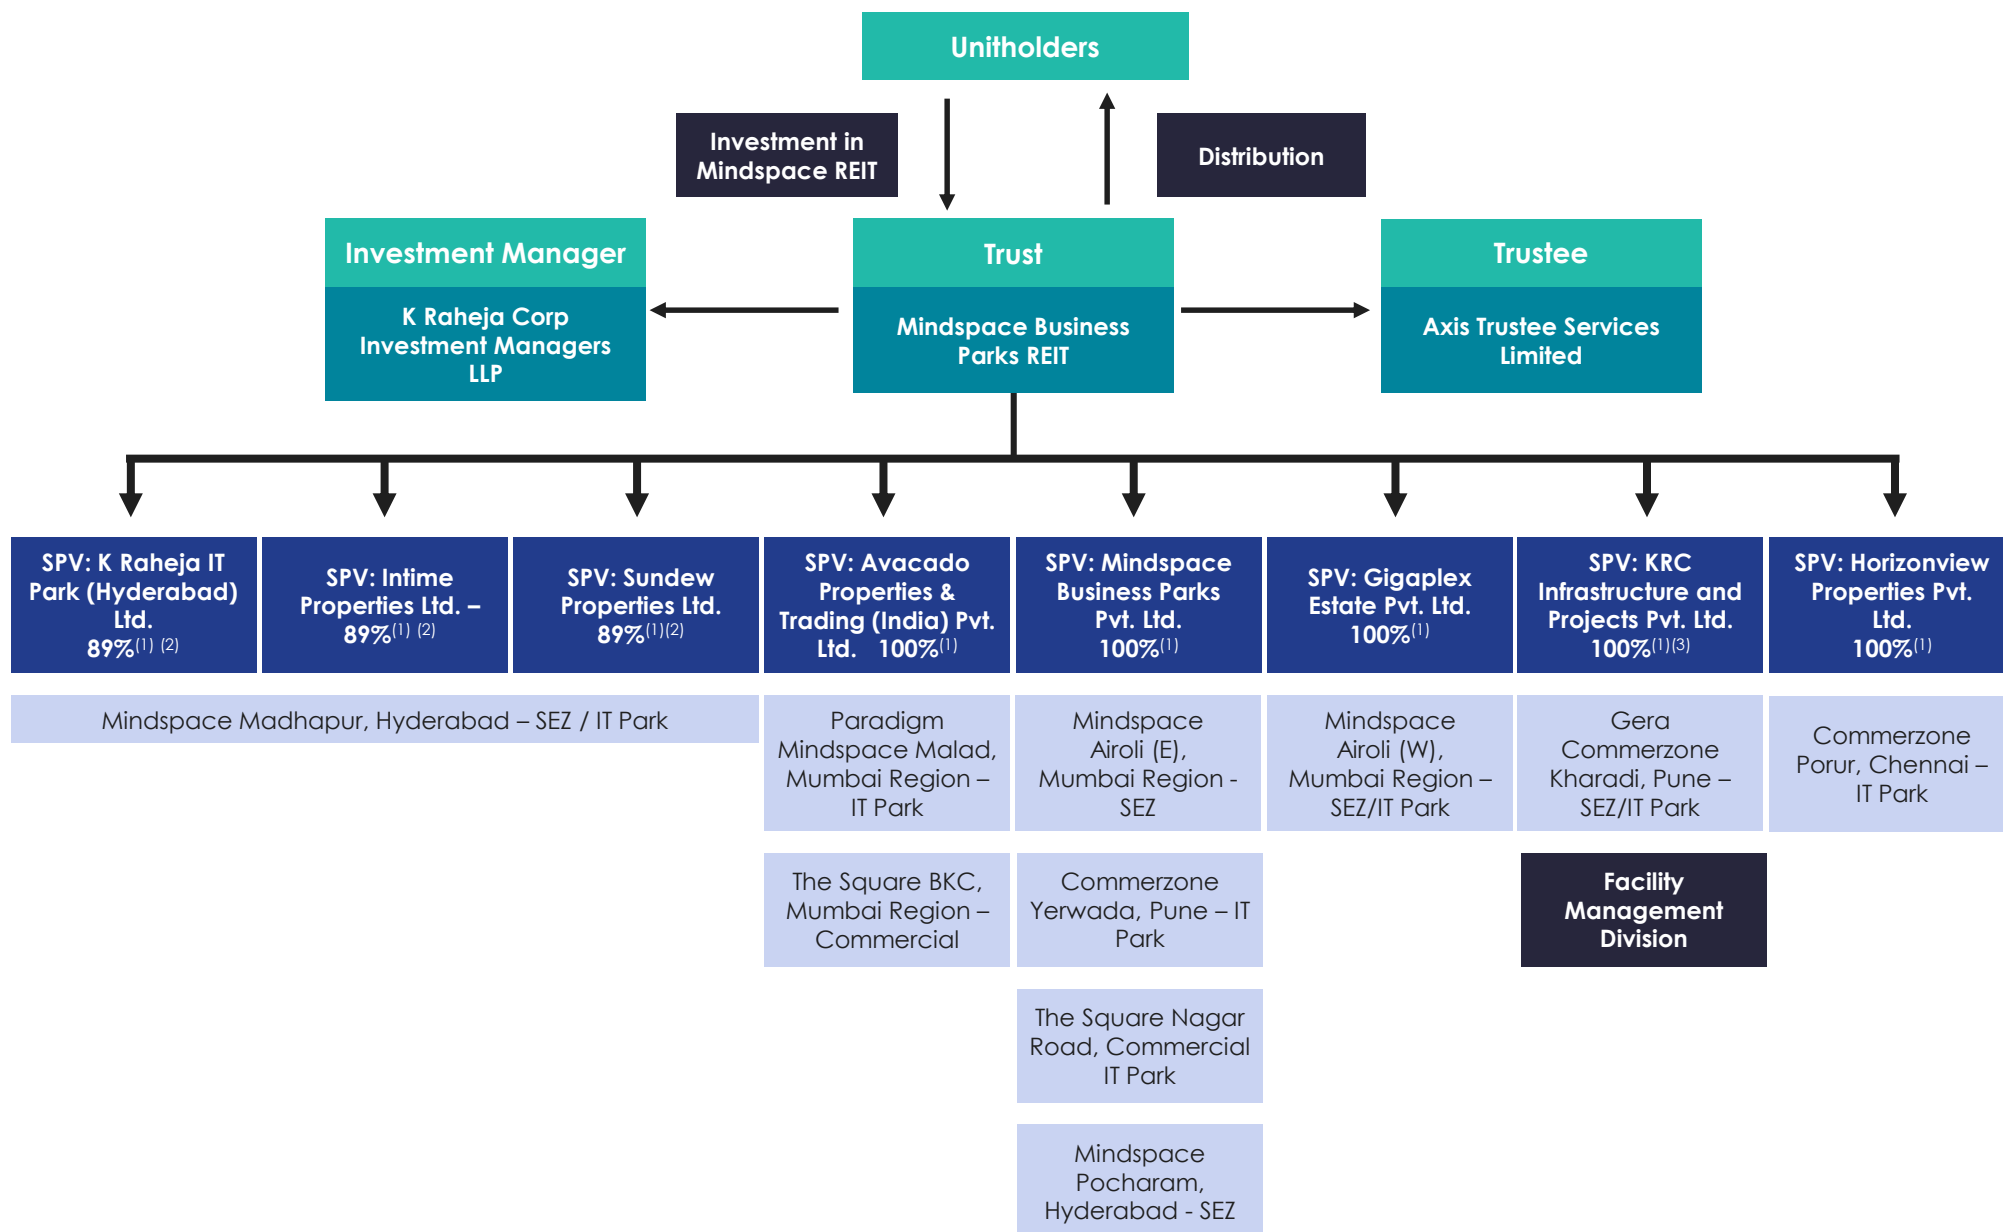 Unitholders
Investment in
Mindspace REIT
Distribution
Investment Manager
K Raheja Corp
Investment Managers
LLP
Trust
Mindspace Business
Parks REIT
Trustee
Axis Trustee Services
Limited
SPV: K Raheja IT
Park (Hyderabad)
Ltd.
89%(1) (2)
SPV: Intime
Properties Ltd. –
89%(1) (2)
SPV: Sundew
Properties Ltd.
89%(1)(2)
SPV: Avacado
Properties &
Trading (India) Pvt.
Ltd. 100%(1)
SPV: Mindspace
Business Parks
Pvt. Ltd.
100%(1)
SPV: Gigaplex
Estate Pvt. Ltd.
100%(1)
SPV: KRC
Infrastructure and
Projects Pvt. Ltd.
100%(1)(3)
SPV: Horizonview
Properties Pvt.
Ltd.
100%(1)
Mindspace Madhapur, Hyderabad – SEZ / IT Park
Paradigm
Mindspace Malad,
Mumbai Region –
IT Park
Mindspace
Airoli (E),
Mumbai Region -
SEZ
Mindspace
Airoli (W),
Mumbai Region –
SEZ/IT Park
Gera
Commerzone
Kharadi, Pune –
SEZ/IT Park
Commerzone
Porur, Chennai –
IT Park
The Square BKC,
Mumbai Region –
Commercial
Commerzone
Yerwada, Pune – IT
Park
Facility
Management
Division
The Square Nagar
Road, Commercial
IT Park
Mindspace
Pocharam,
Hyderabad - SEZ